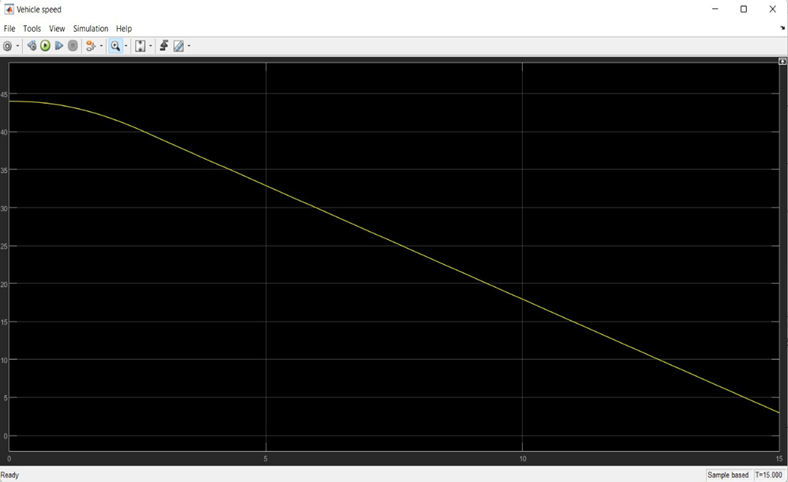 Vehicle speed
File Tools View Simulation Help
45
40
35
30
25
20
15
10
5
0
0 5 10 15
Ready Sample based T=15.000